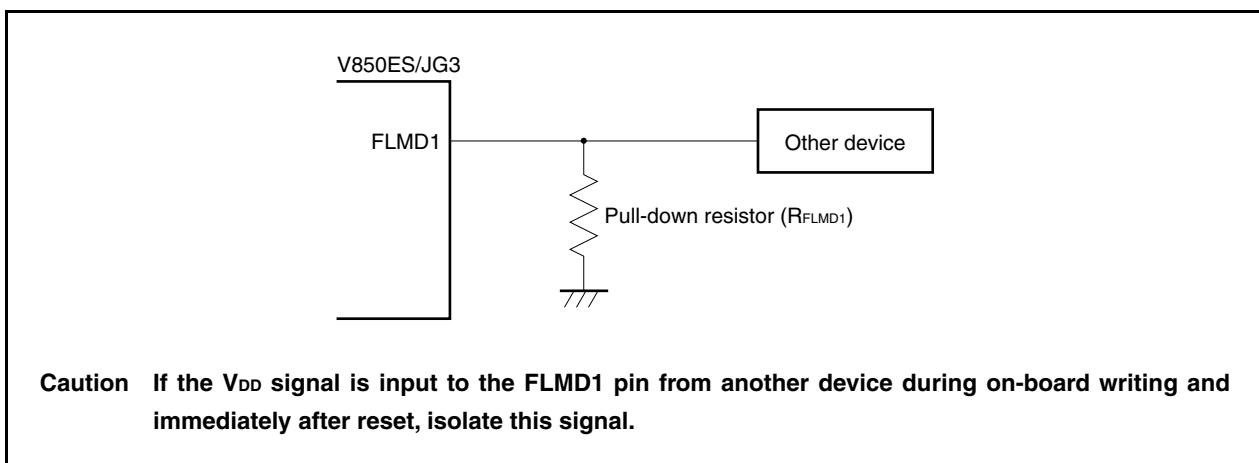 V850ES/JG3
FLMD1
Other device
Pull-down resistor (RFLMD1)
Caution If the VDD signal is input to the FLMD1 pin from another device during on-board writing and
immediately after reset, isolate this signal.